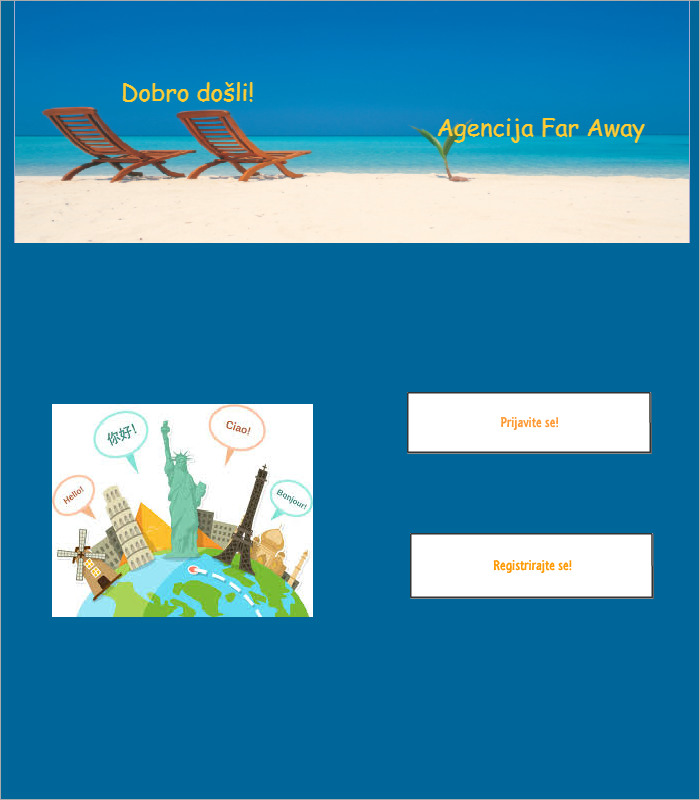 Dobro došli!
Agencija Far Away
你好!
Ciao!
Hello!
Bonjour!
Prijavite se!
Registrirajte se!